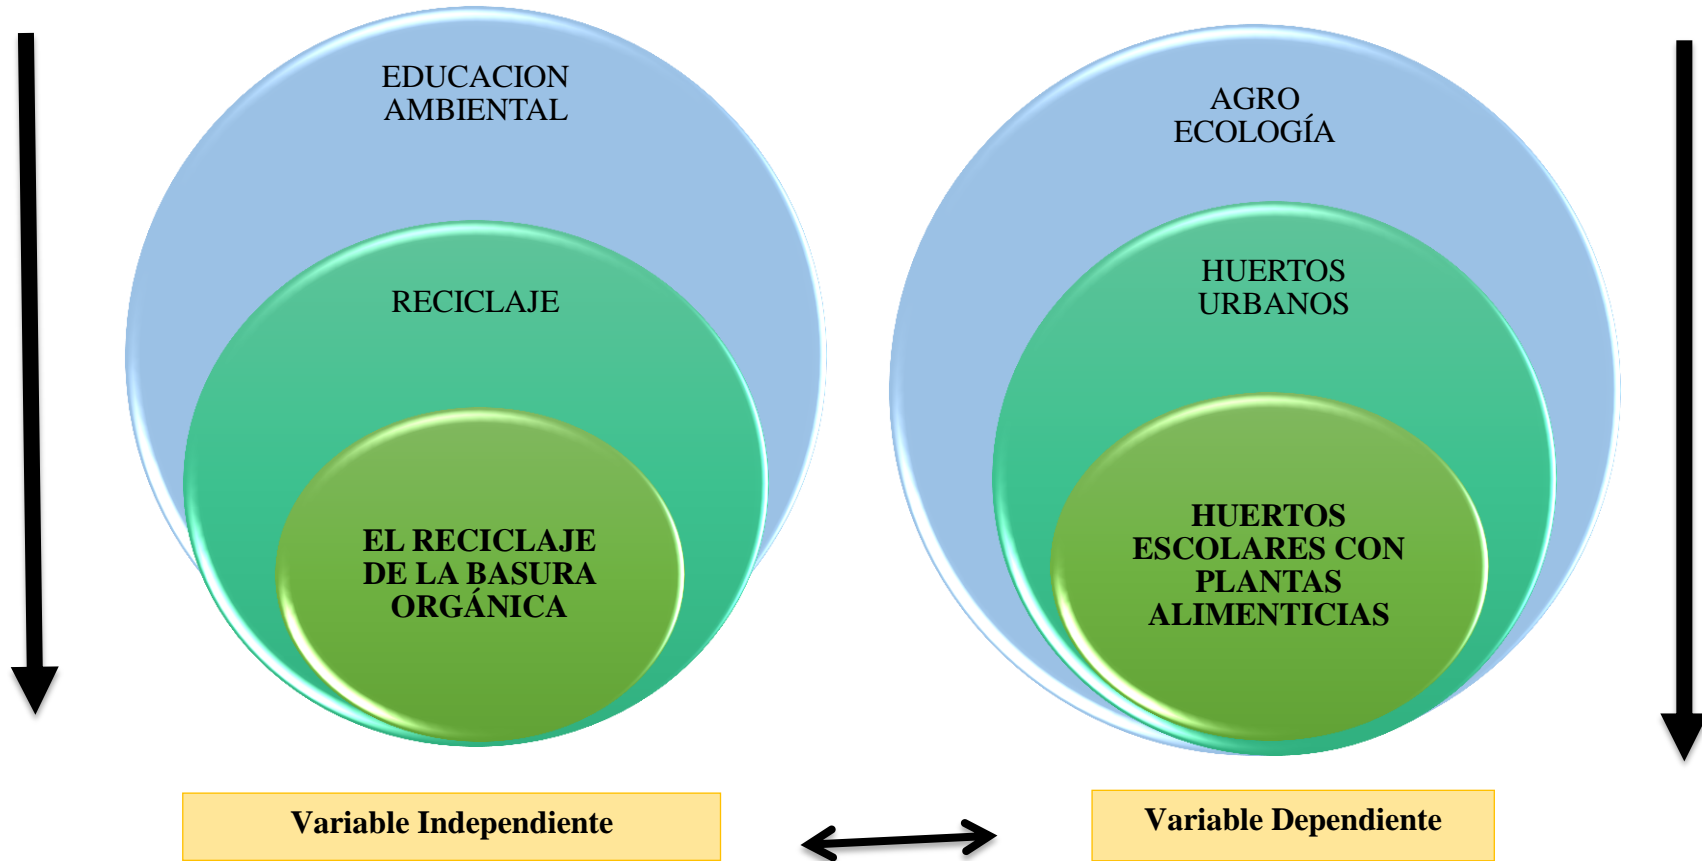 EDUCACION
AMBIENTAL
RECICLAJE
EL RECICLAJE
DE LA BASURA
ORGÁNICA
Variable Independiente
AGRO
ECOLOGÍA
HUERTOS
URBANOS
HUERTOS
ESCOLARES CON
PLANTAS
ALIMENTICIAS
Variable Dependiente